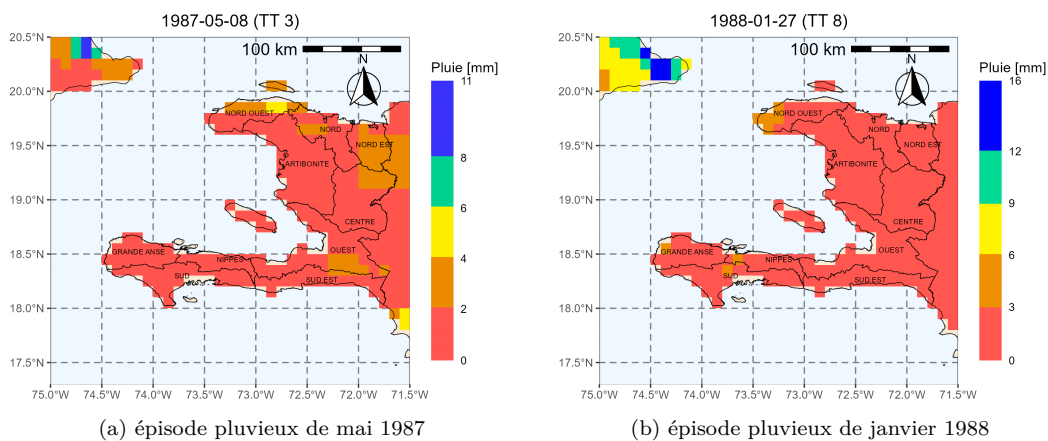 1987-05-08 (TT 3)
20.5°N
20.0°N
19.5°N
19.0°N
18.5°N
18.0°N
17.5°N
75.0°W 74.5°W 74.0°W 73.5°W 73.0°W 72.5°W 72.0°W 71.5°W
100 km
N
NORD OUEST
NORD
NORD EST
ARTIBONITE
CENTRE
OUEST
GRANDE ANSE
NIPPES
SUD
SUD EST
Pluie [mm]
11
8
6
4
2
0
(a) épisode pluvieux de mai 1987
1988-01-27 (TT 8)
20.5°N
20.0°N
19.5°N
19.0°N
18.5°N
18.0°N
17.5°N
75.0°W 74.5°W 74.0°W 73.5°W 73.0°W 72.5°W 72.0°W 71.5°W
100 km
N
NORD OUEST
NORD
NORD EST
ARTIBONITE
CENTRE
OUEST
GRANDE ANSE
NIPPES
SUD
SUD EST
Pluie [mm]
16
12
9
6
3
0
(b) épisode pluvieux de janvier 1988